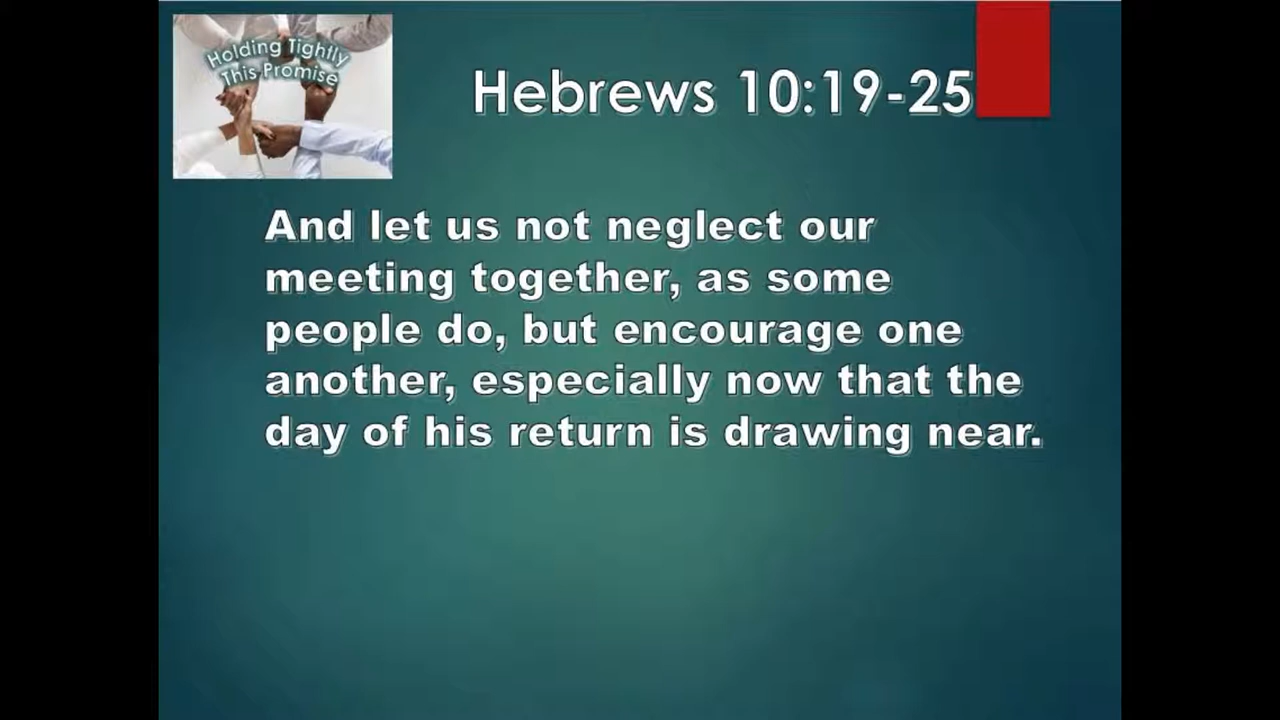 Holding Tightly
This Promise
Hebrews 10:19-25
And let us not neglect our
meeting together, as some
people do, but encourage one
another, especially now that the
day of his return is drawing near.